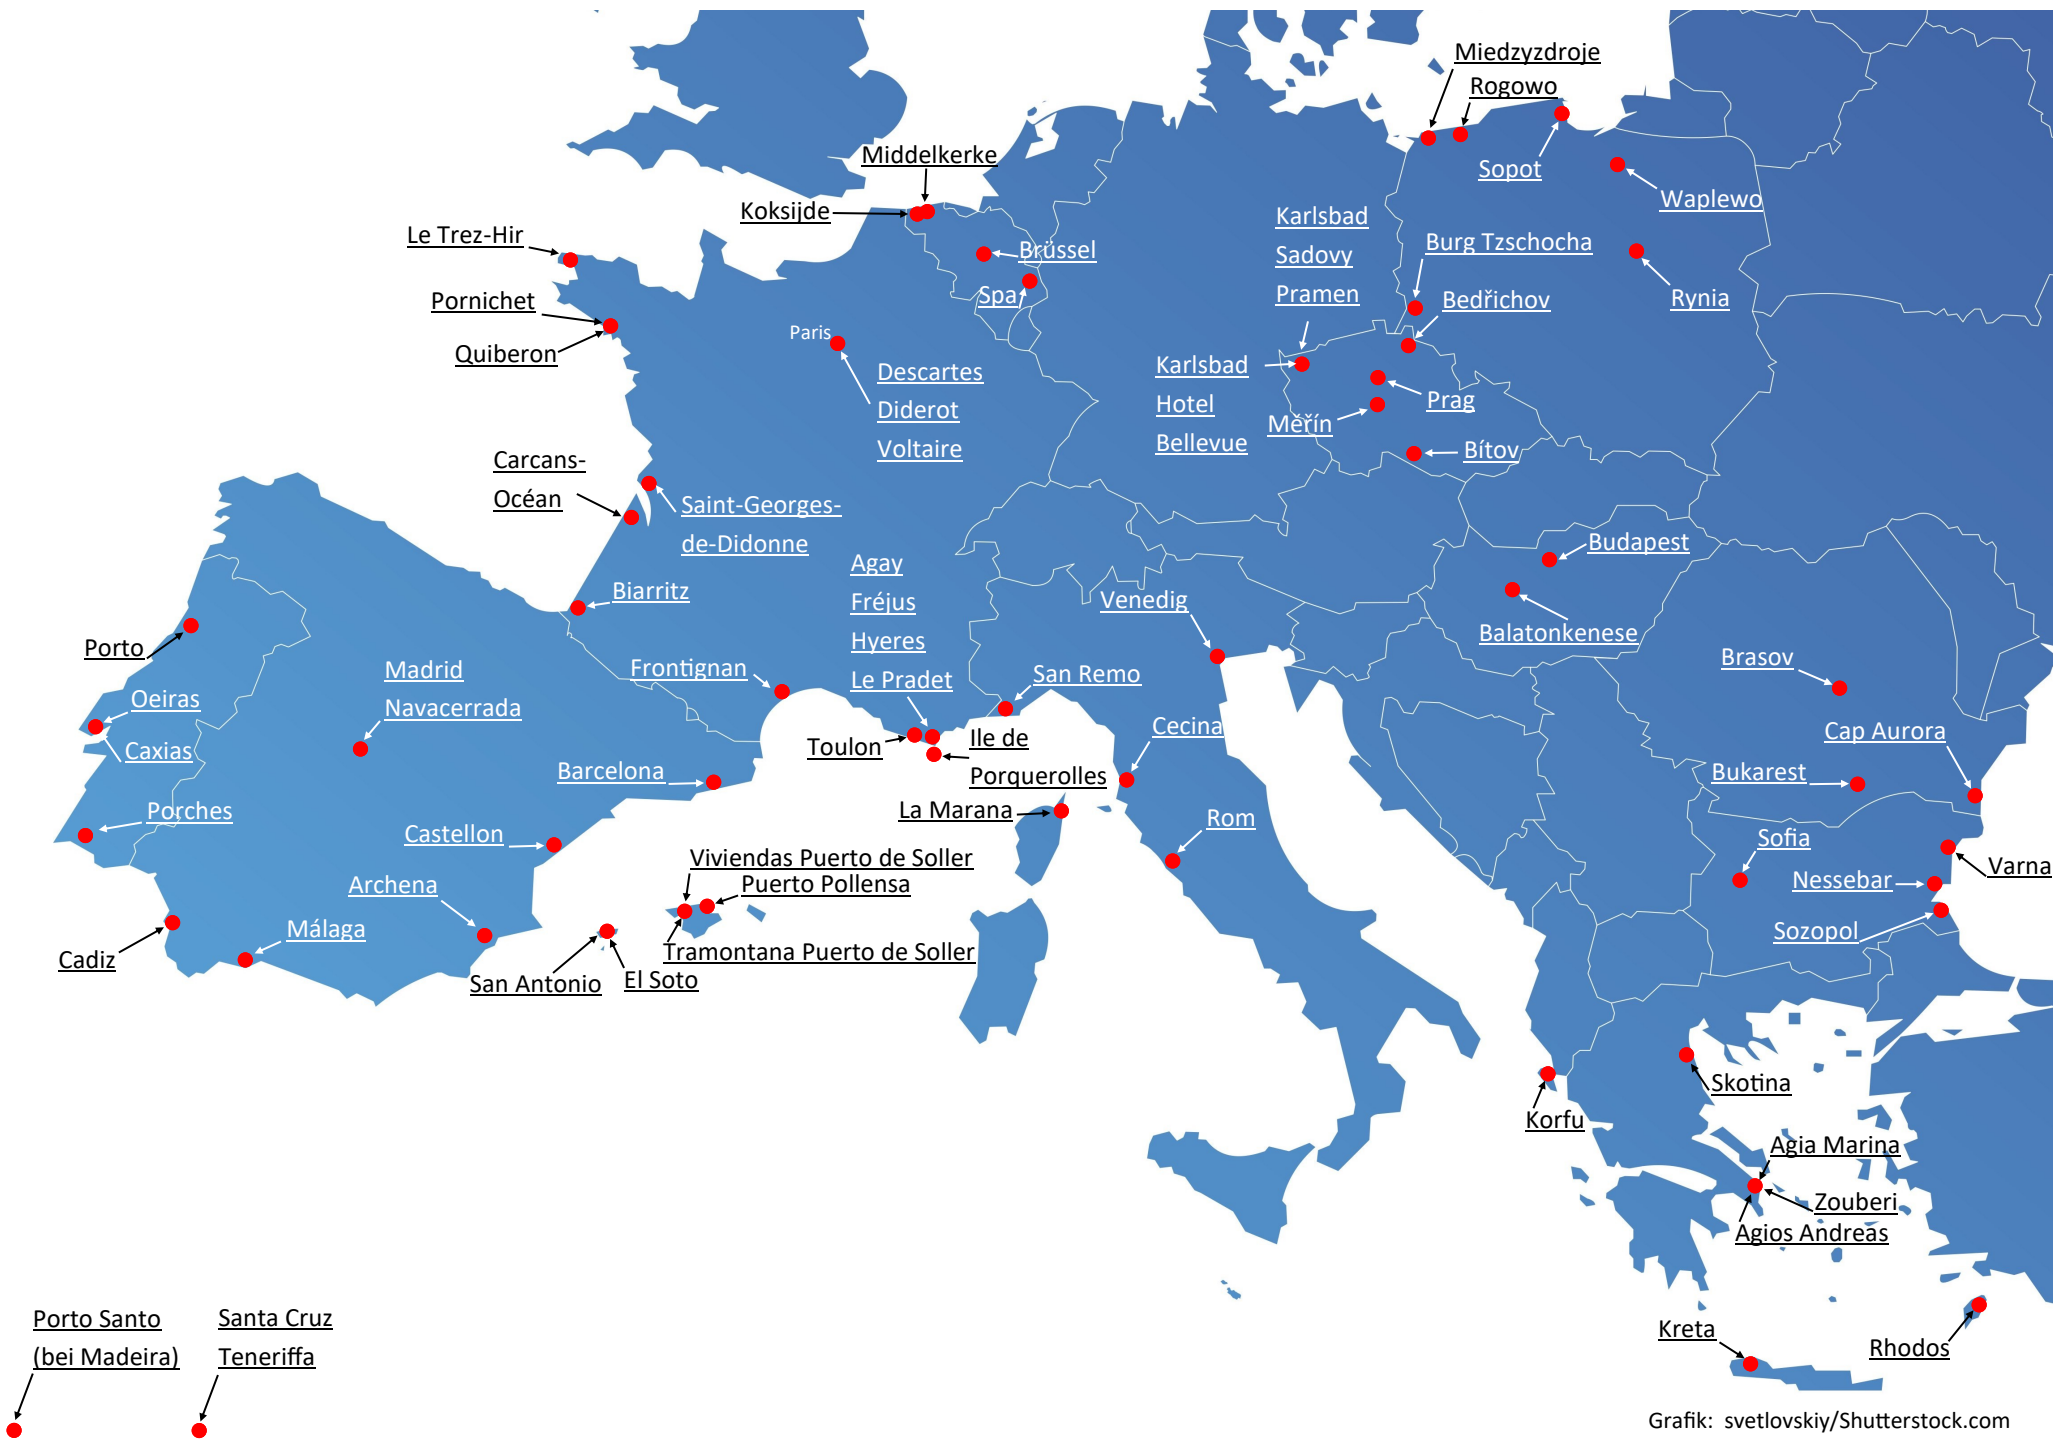 Miedzyzdroje
Rogowo
Sopot
Waplewo
Middelkerke
Koksijde
Le Trez-Hir
Karlsbad
Sadovy
Pramen
Burg Tzschocha
Brüssel
Spa
Rynia
Bedřichov
Pornichet
Quiberon
Paris
Descartes
Diderot
Voltaire
Karlsbad
Hotel
Bellevue
Prag
Měřín
Bítov
Carcans-
Océan
Saint-Georges-
de-Didonne
Budapest
Balatonkenese
Agay
Fréjus
Hyeres
Le Pradet
Biarritz
Venedig
Porto
Madrid
Navacerrada
Frontignan
San Remo
Brasov
Oeiras
Caxias
Toulon
Ile de
Porquerolles
Cecina
Cap Aurora
Bukarest
Barcelona
Porches
La Marana
Rom
Castellon
Sofia
Varna
Viviendas Puerto de Soller
Puerto Pollensa
Archena
Nessebar
Málaga
Sozopol
Cadiz
Tramontana Puerto de Soller
San Antonio
El Soto
Skotina
Korfu
Agia Marina
Zouberi
Agios Andreas
Porto Santo
(bei Madeira)
Santa Cruz
Teneriffa
Kreta
Rhodos
Grafik: svetlovskiy/Shutterstock.com